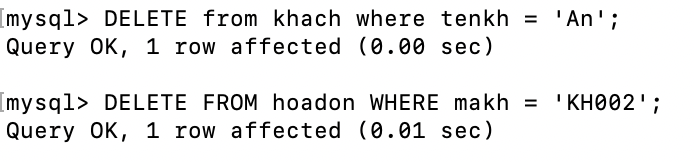 mysql> DELETE from khach where tenkh = 'An';
Query OK, 1 row affected (0.00 sec)
mysql> DELETE FROM hoadon WHERE makh = 'KH002';
Query OK, 1 row affected (0.01 sec)